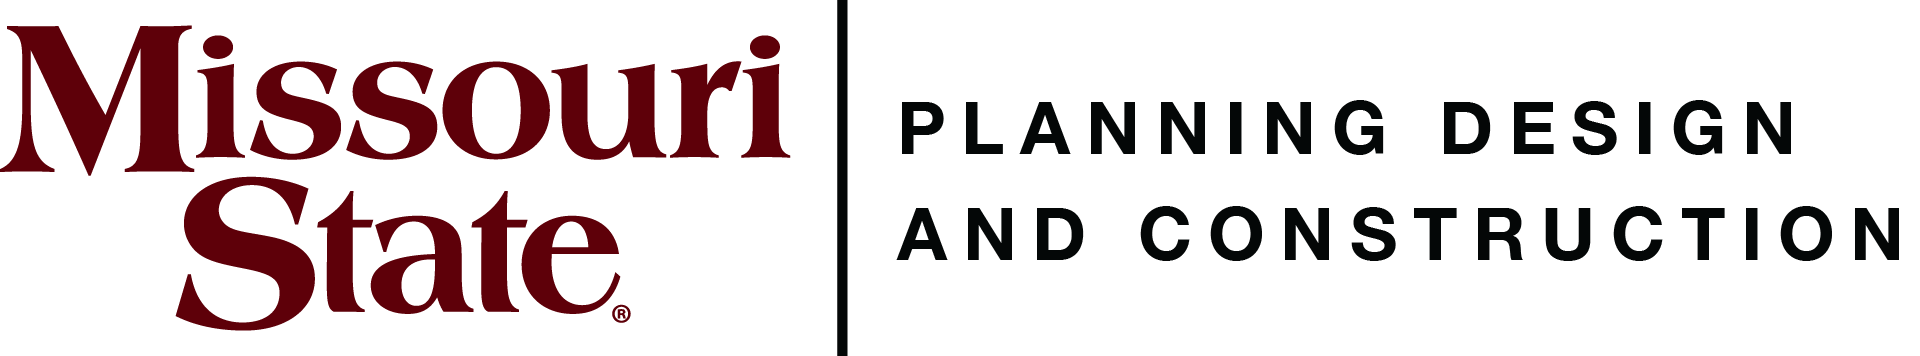 Missouri
State®
PLANNING DESIGN
AND CONSTRUCTION